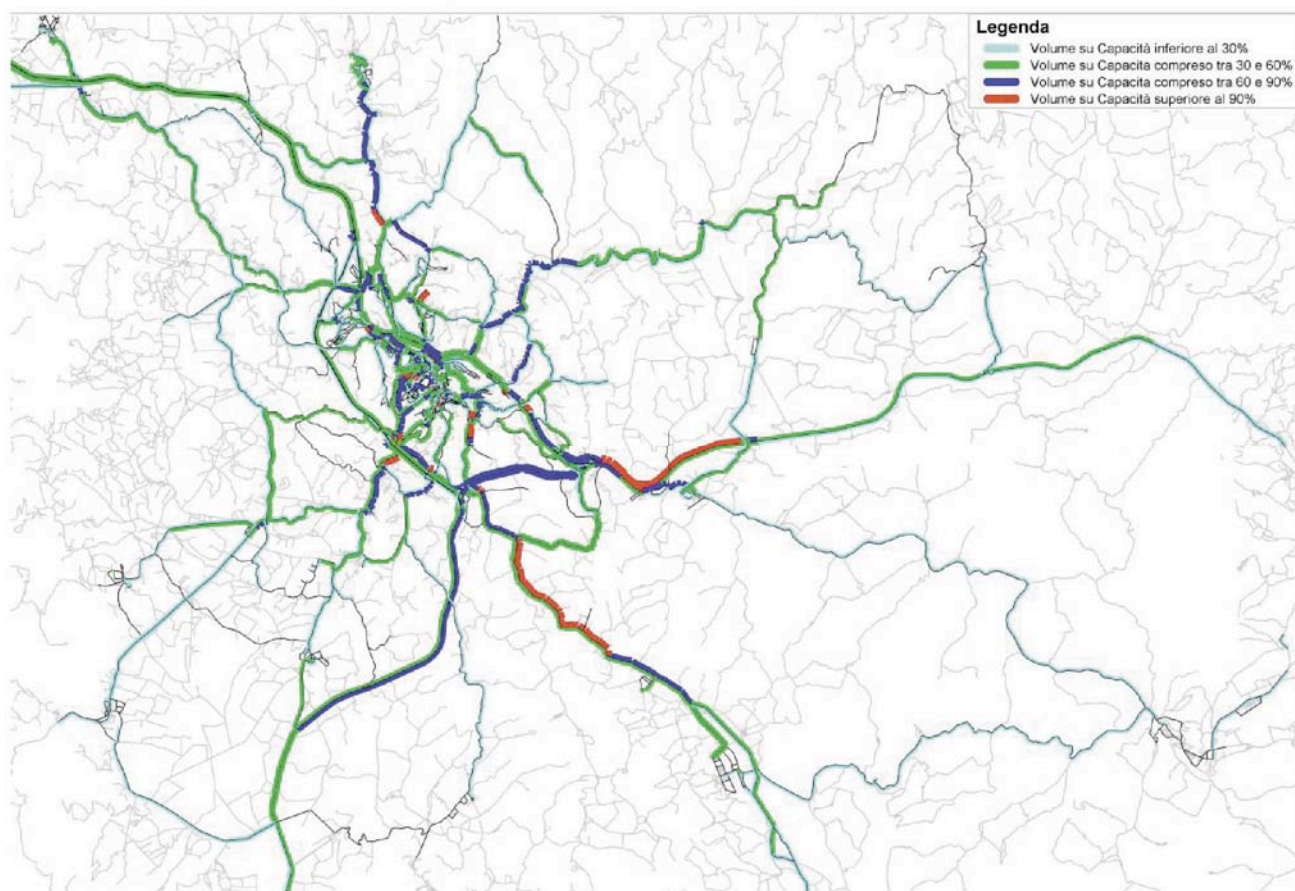 Legenda
Volume su Capacità inferiore al 30%
Volume su Capacita compreso tra 30 e 60%
Volume su Capacita compreso tra 60 e 90%
Volume su Capacità superiore al 90%